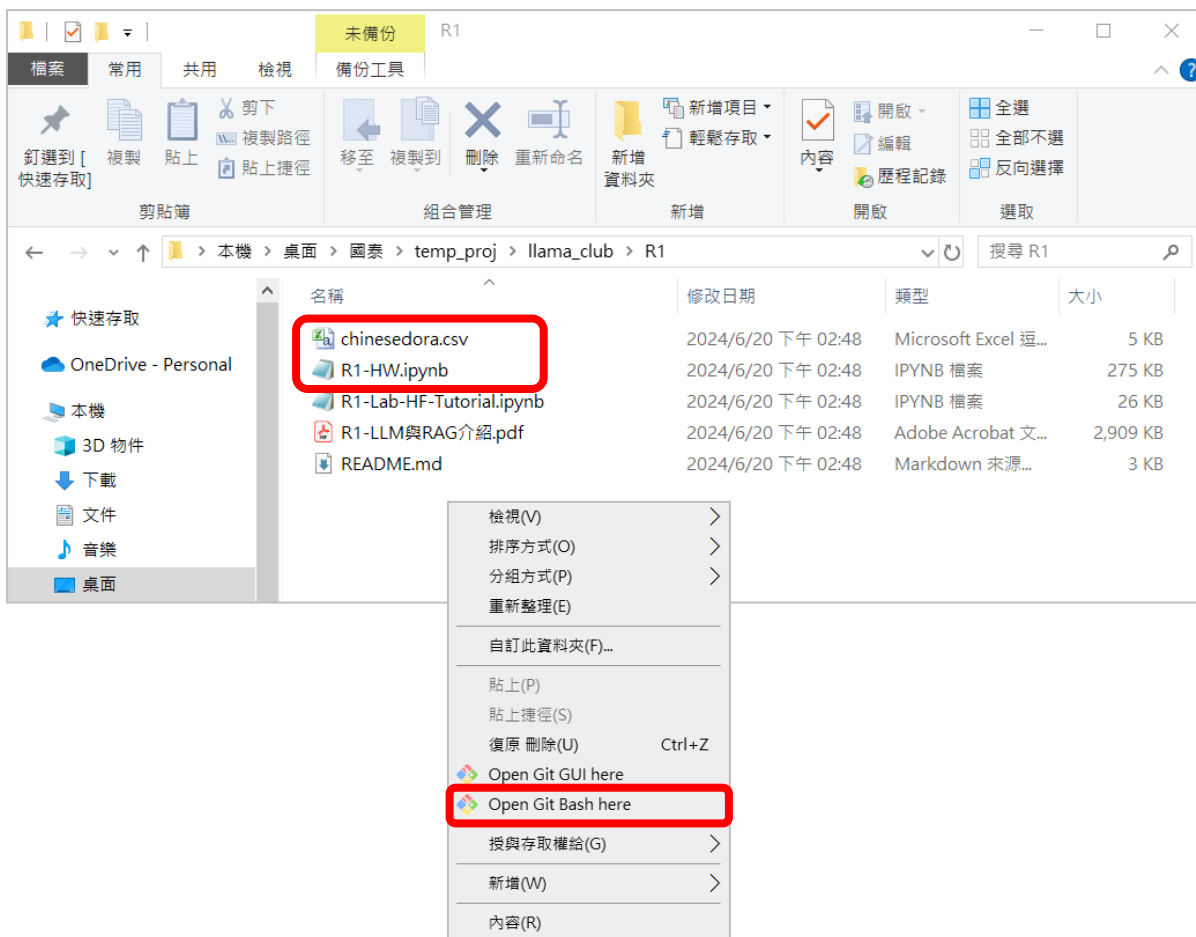 未備份 R1
檔案 常用 共用 檢視 備份工具
釘選到 [
快速存取]
複製
貼上
剪下
複製路徑
貼上捷徑
移至 複製到 刪除 重新命名
新增
資料夾
新增項目
輕鬆存取
內容
開啟
編輯
歷程記錄
全選
全部不選
反向選擇
剪貼簿 組合管理 新增 開啟 選取
本機 > 桌面 > 國泰 > temp_proj > llama_club > R1 搜尋 R1
快速存取
OneDrive - Personal
本機
3D 物件
下載
文件
音樂
桌面
名稱 修改日期 類型 大小
chinesedora.csv 2024/6/20 下午 02:48 Microsoft Excel 逗... 5 KB
R1-HW.ipynb 2024/6/20 下午 02:48 IPYNB 檔案 275 KB
R1-Lab-HF-Tutorial.ipynb 2024/6/20 下午 02:48 IPYNB 檔案 26 KB
R1-LLM與RAG介紹.pdf 2024/6/20 下午 02:48 Adobe Acrobat 文... 2,909 KB
README.md 2024/6/20 下午 02:48 Markdown 來源... 3 KB
檢視(V)
排序方式(O)
分組方式(P)
重新整理(E)
自訂此資料夾(F)...
貼上(P)
貼上捷徑(S)
復原 刪除(U) Ctrl+Z
Open Git GUI here
Open Git Bash here
授與存取權給(G)
新增(W)
內容(R)